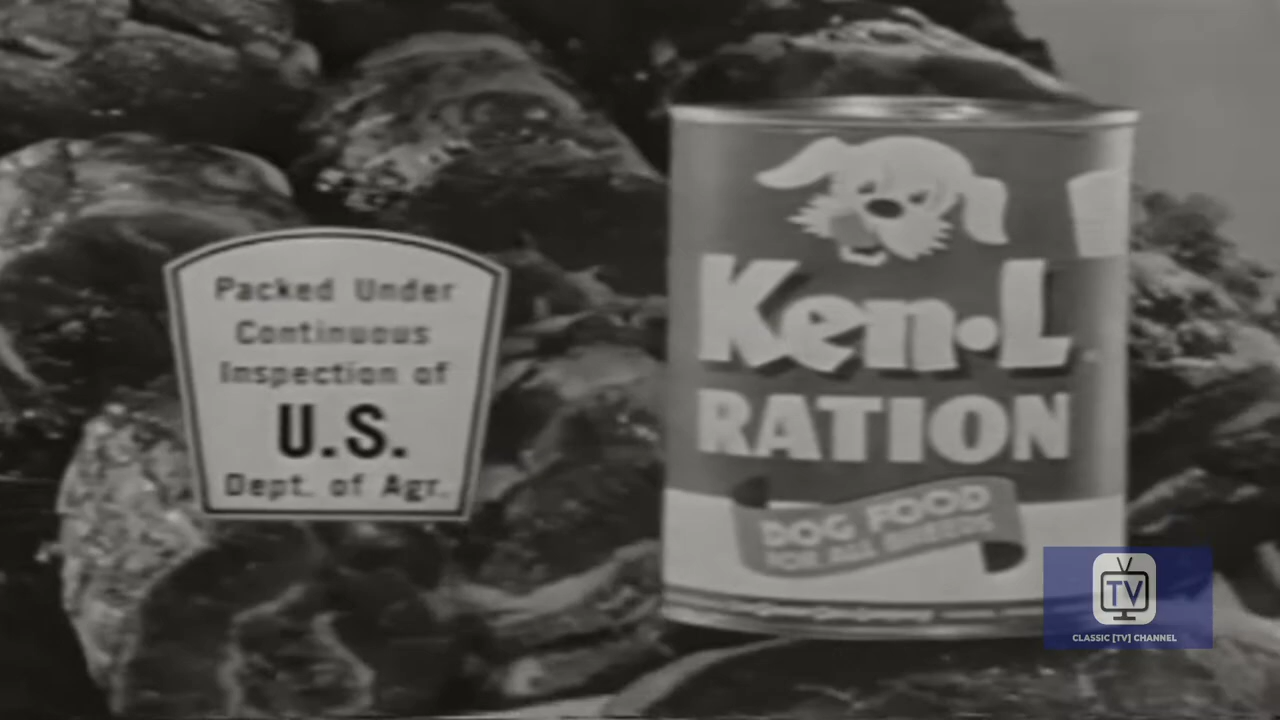 Packed Under
Continuous
Inspection of
U.S.
Dept. of Agr.
Ken·L
RATION
DOG FOOD
FOR ALL BREEDS
TV
CLASSIC [TV] CHANNEL